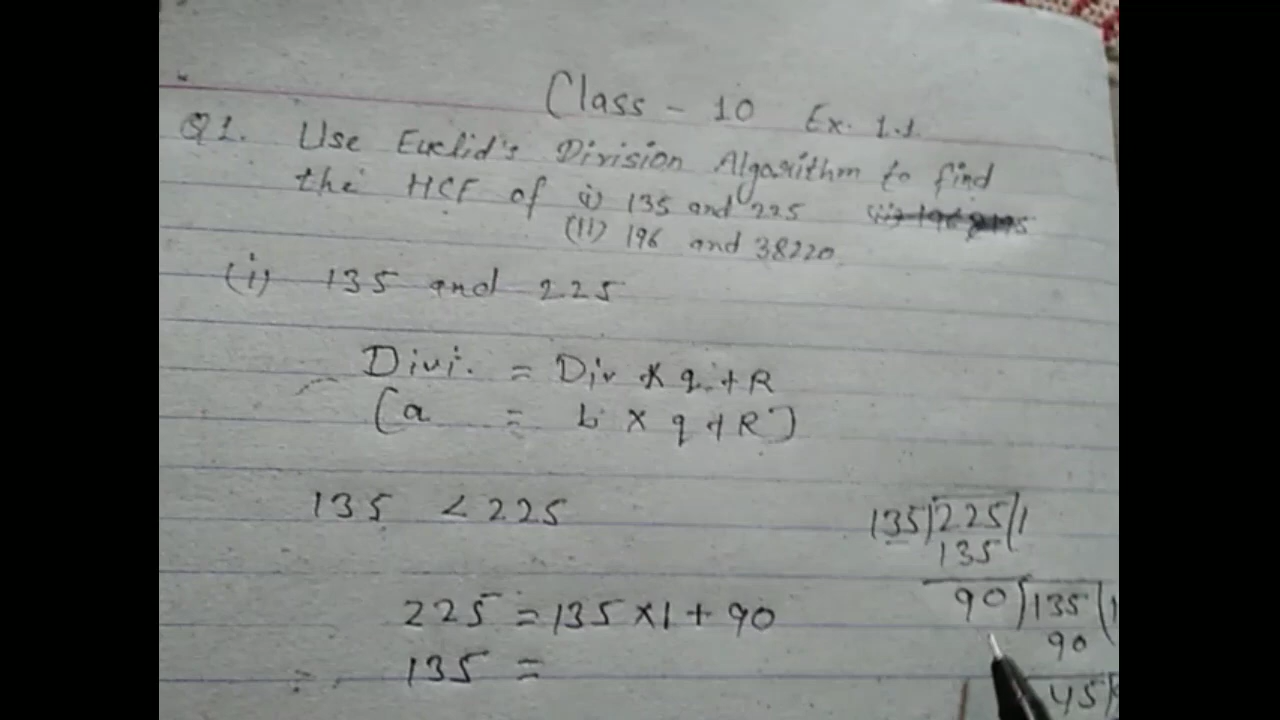 Class - 10 Ex. 1.1
Q1. Use Euclid's Division Algorithm to find
the HCF of i) 135 and 225
(II) 196 and 38220
(i) 135 and 225
Divi. = Div × q + R
(a = b × q + R)
135 < 225
135)225(1
135
90)135(1
90
45
225 = 135 × 1 + 90
135 =